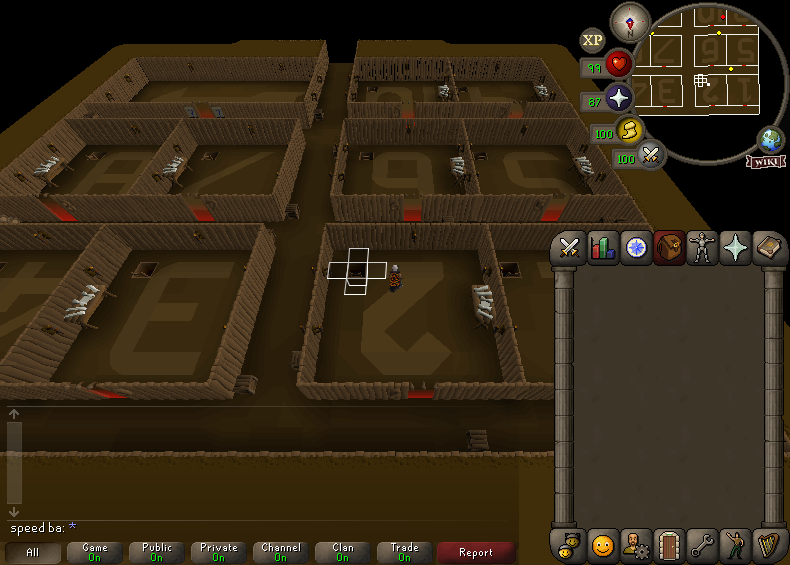 XP
N
99
87
100
100
WIKI
speed ba: *
All
Game
On
Public
On
Private
On
Channel
On
Clan
On
Trade
On
Report